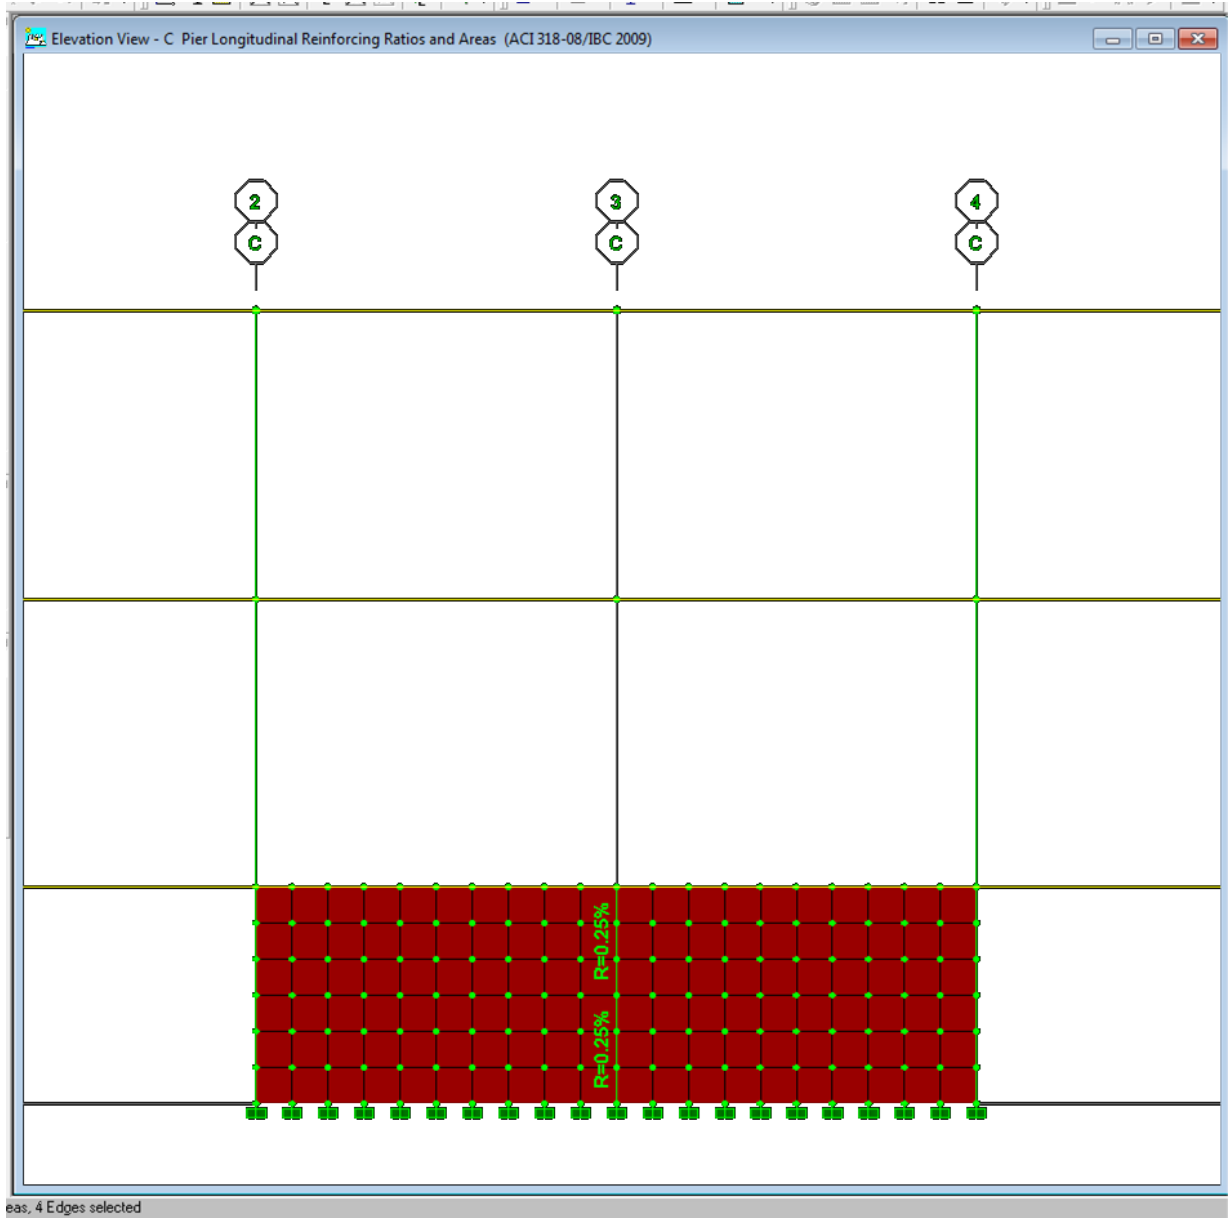 Elevation View - C Pier Longitudinal Reinforcing Ratios and Areas (ACI 318-08/IBC 2009)
2
3
4
C
C
C
R=0.25%
R=0.25%
eas, 4 Edges selected